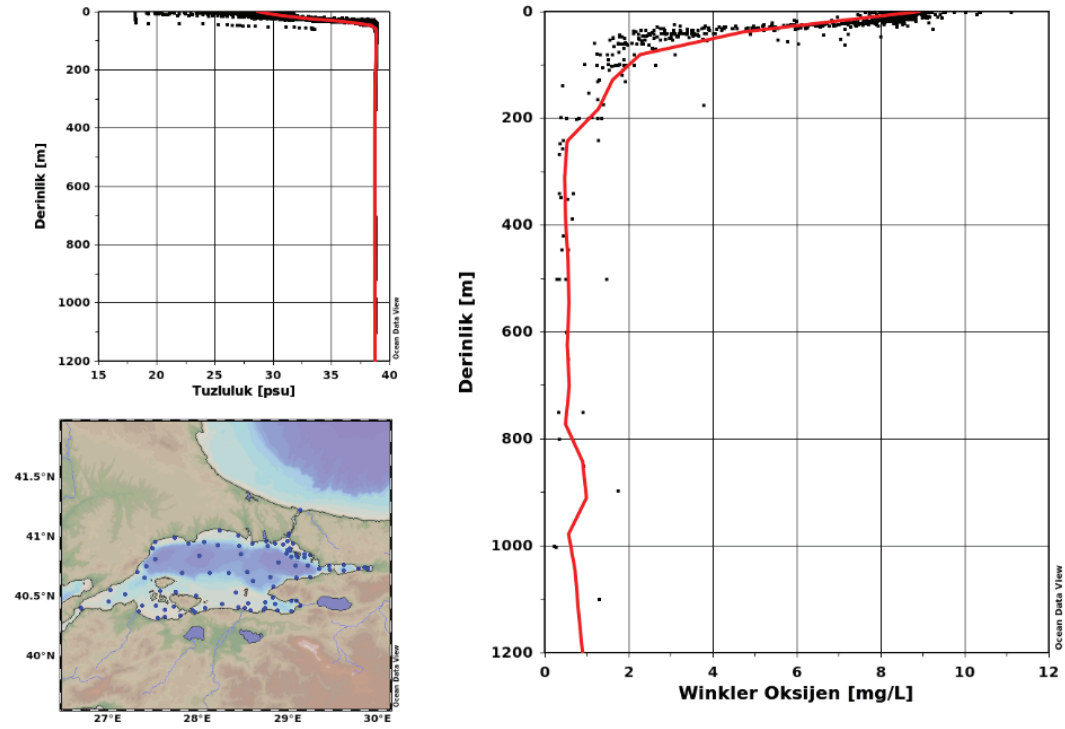 0
200
400
600
800
1000
1200
Derinlik [m]
15 20 25 30 35 40
Tuzluluk [psu]
Ocean Data View
41.5°N
41°N
40.5°N
40°N
27°E 28°E 29°E 30°E
Ocean Data View
0
200
400
600
800
1000
1200
Derinlik [m]
0 2 4 6 8 10 12
Winkler Oksijen [mg/L]
Ocean Data View